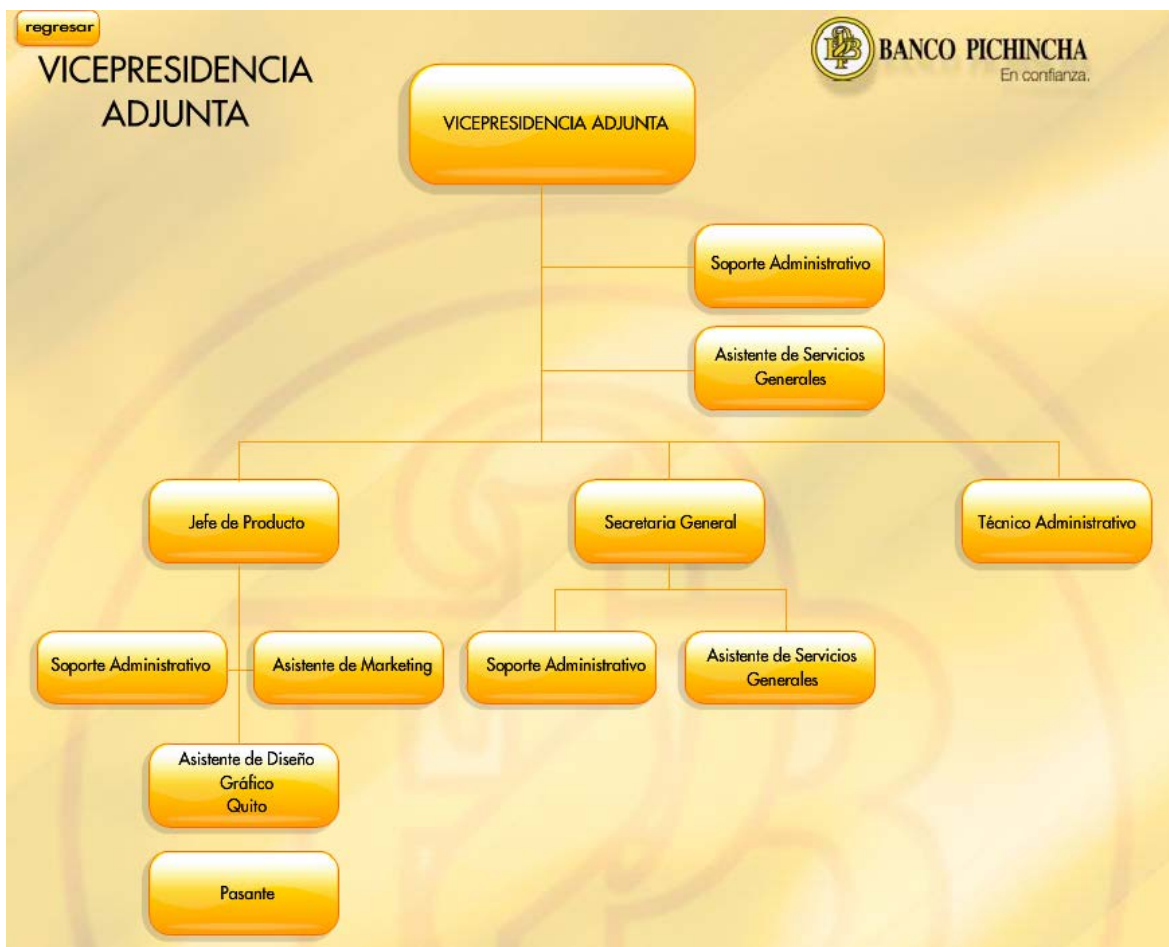 regresar
VICEPRESIDENCIA
ADJUNTA
BANCO PICHINCHA
En confianza.
VICEPRESIDENCIA ADJUNTA
Soporte Administrativo
Asistente de Servicios
Generales
Jefe de Producto
Secretaria General
Técnico Administrativo
Soporte Administrativo
Asistente de Marketing
Soporte Administrativo
Asistente de Servicios
Generales
Asistente de Diseño
Gráfico
Quito
Pasante